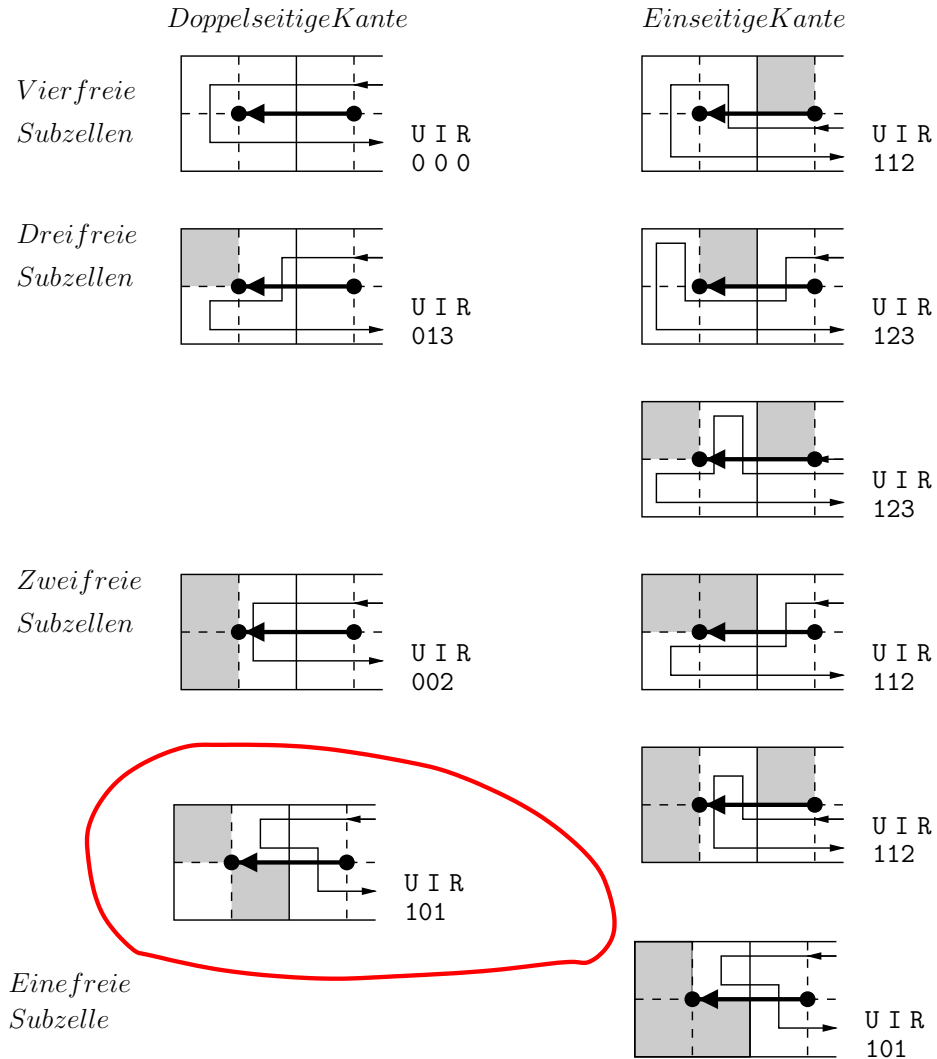 DoppelseitigeKante
EinseitigeKante
Vierfreie
Subzellen
U I R
0 0 0
U I R
112
Dreifreie
Subzellen
U I R
013
U I R
123
U I R
123
Zweifreie
Subzellen
U I R
002
U I R
112
U I R
112
U I R
101
Einefreie
Subzelle
U I R
101